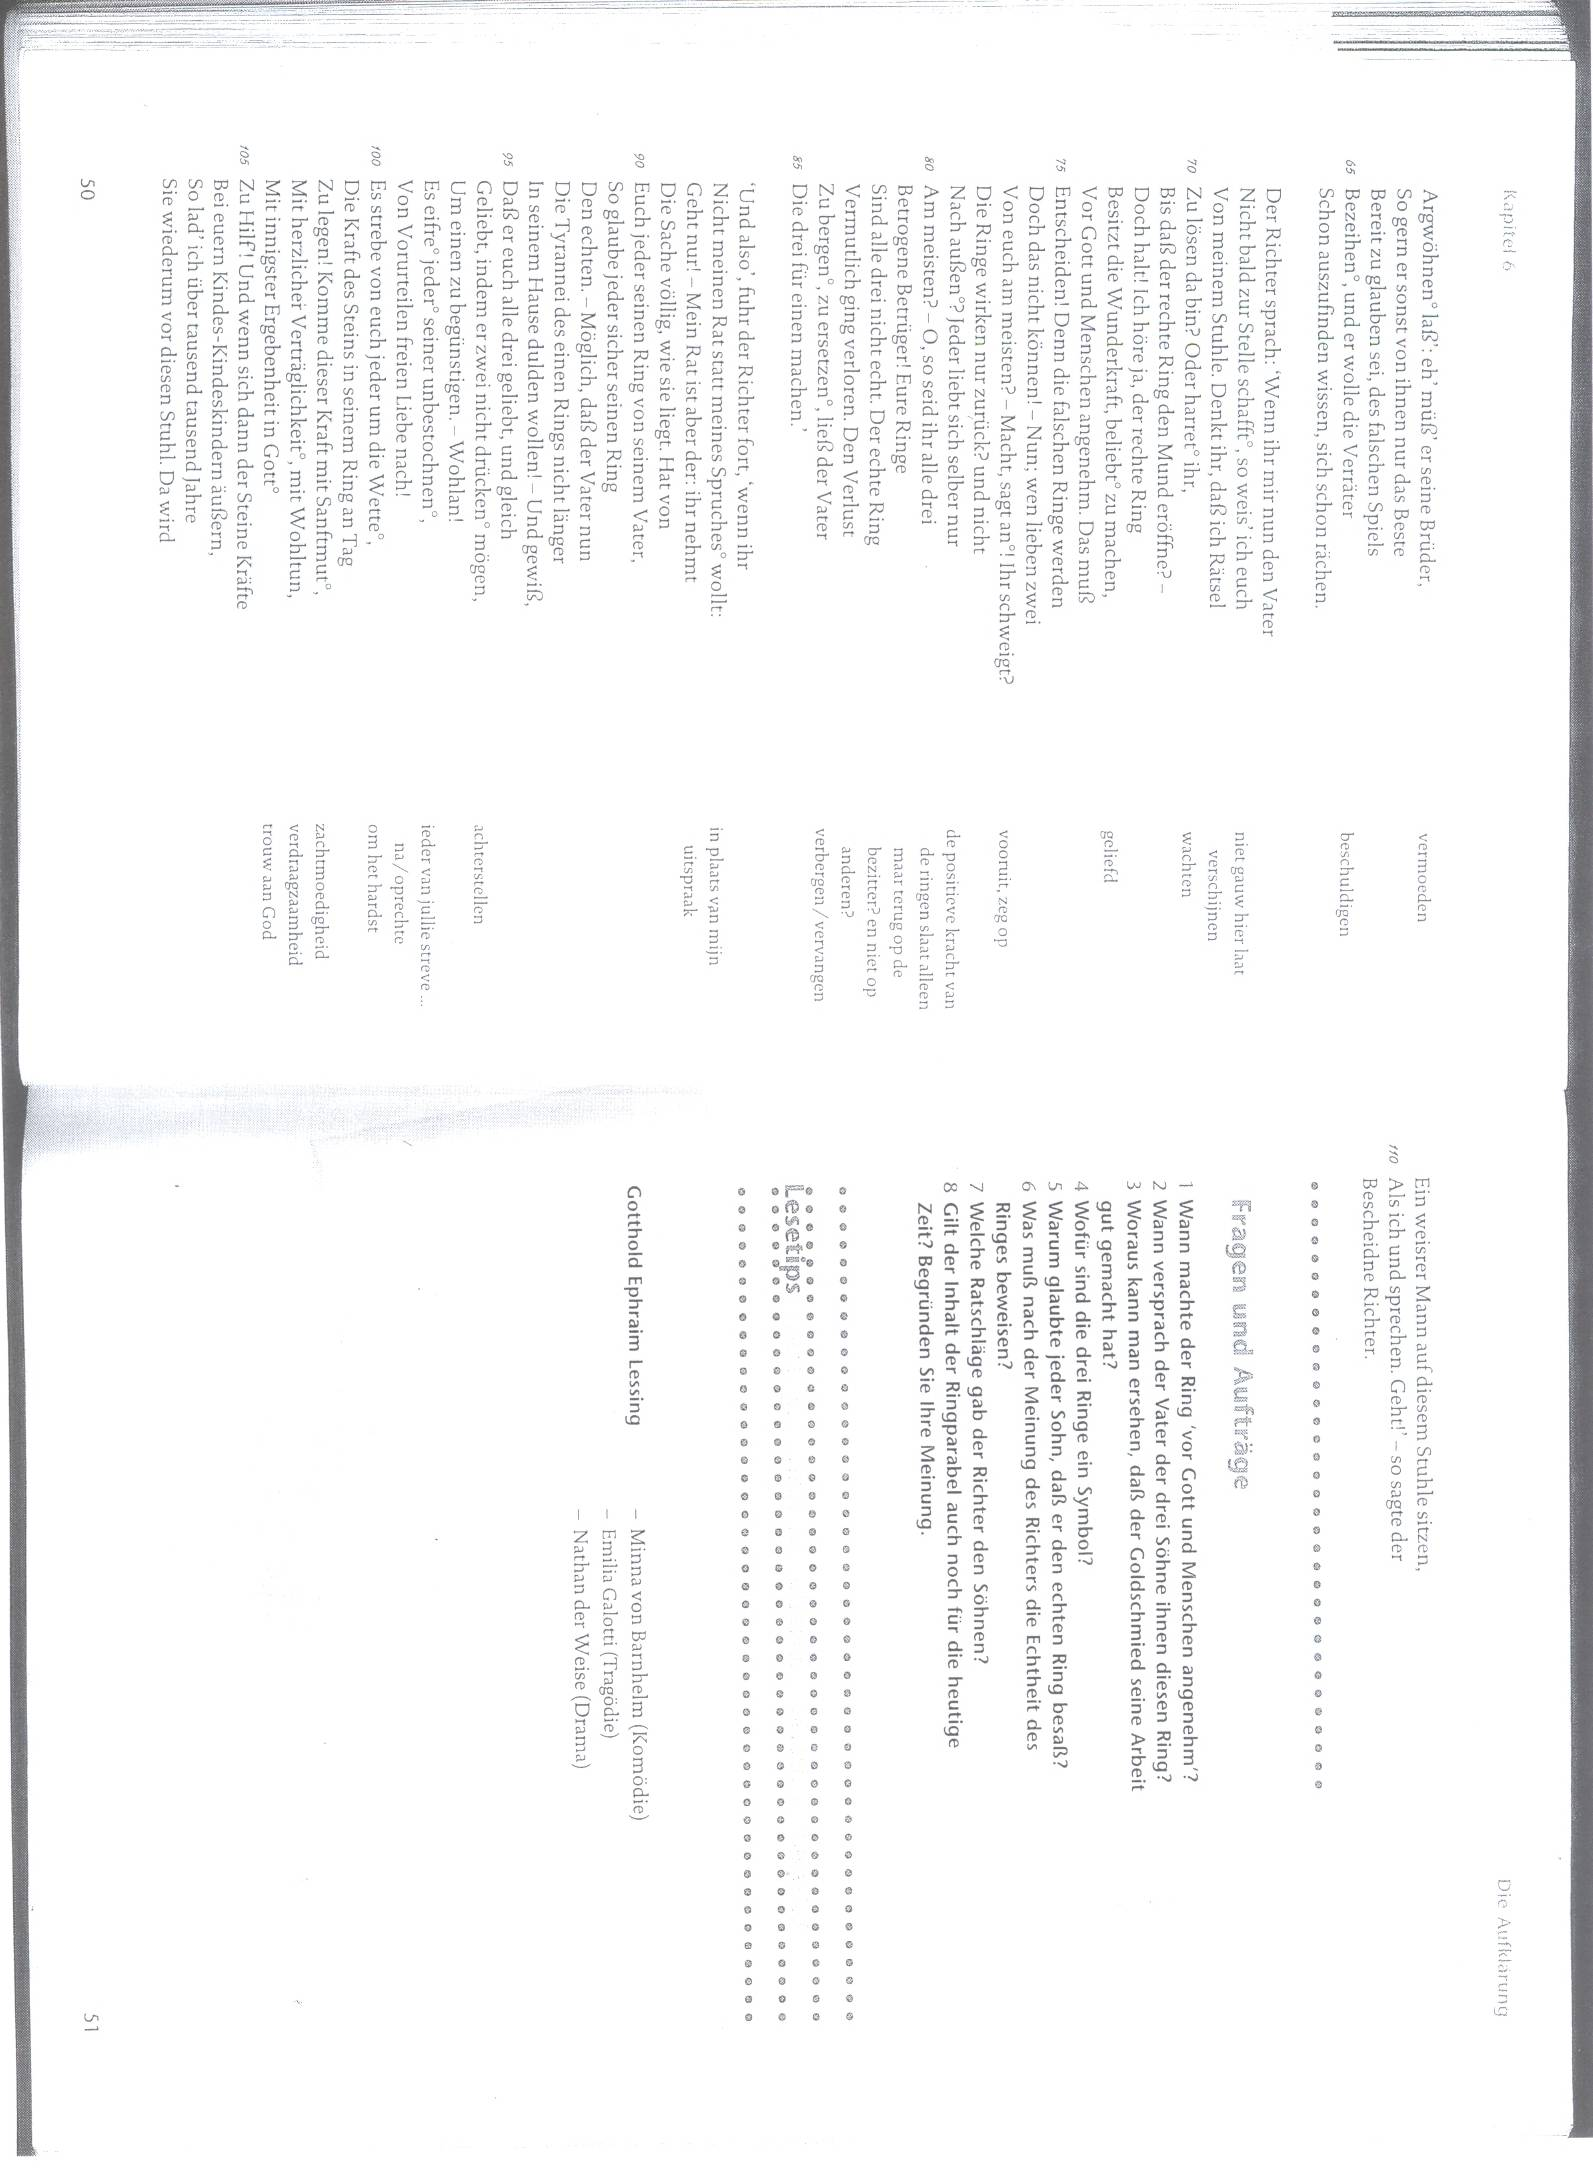 Kapitel 6
Argwöhnen° laß': eh' müß' er seine Brüder,
So gern er sonst von ihnen nur das Beste
Bereit zu glauben sei, des falschen Spiels
65 Bezeihen°, und er wolle die Verräter
Schon auszufinden wissen, sich schon rächen.
Der Richter sprach: 'Wenn ihr mir nun den Vater
Nicht bald zur Stelle schafft°, so weis' ich euch
Von meinem Stuhle. Denkt ihr, daß ich Rätsel
70 Zu lösen da bin? Oder harret° ihr,
Bis daß der rechte Ring den Mund eröffne? –
Doch halt! Ich höre ja, der rechte Ring
Besitzt die Wunderkraft, beliebt° zu machen,
Vor Gott und Menschen angenehm. Das muß
75 Entscheiden! Denn die falschen Ringe werden
Doch das nicht können! – Nun; wen lieben zwei
Von euch am meisten? – Macht, sagt an°! Ihr schweigt?
Die Ringe wirken nur zurück? und nicht
Nach außen°? Jeder liebt sich selber nur
80 Am meisten? – O, so seid ihr alle drei
Betrogene Betrüger! Eure Ringe
Sind alle drei nicht echt. Der echte Ring
Vermutlich ging verloren. Den Verlust
Zu bergen°, zu ersetzen°, ließ der Vater
85 Die drei für einen machen.'
'Und also', fuhr der Richter fort, 'wenn ihr
Nicht meinen Rat statt meines Spruches° wollt:
Geht nur! – Mein Rat ist aber der: ihr nehmt
Die Sache völlig, wie sie liegt. Hat von
90 Euch jeder seinen Ring von seinem Vater,
So glaube jeder sicher seinen Ring
Den echten. – Möglich, daß der Vater nun
Die Tyrannei des einen Rings nicht länger
In seinem Hause dulden wollen! – Und gewiß,
95 Daß er euch alle drei geliebt, und gleich
Geliebt, indem er zwei nicht drücken° mögen,
Um einen zu begünstigen. – Wohlan!
Es eifre° jeder° seiner unbestochnen°,
Von Vorurteilen freien Liebe nach!
100 Es strebe von euch jeder um die Wette°,
Die Kraft des Steins in seinem Ring an Tag
Zu legen! Komme dieser Kraft mit Sanftmut°,
Mit herzlicher Verträglichkeit°, mit Wohltun,
Mit innigster Ergebenheit in Gott°
105 Zu Hilf'! Und wenn sich dann der Steine Kräfte
Bei euern Kindes-Kindeskindern äußern,
So lad' ich über tausend tausend Jahre
Sie wiederum vor diesen Stuhl. Da wird
50
vermoeden
beschuldigen
niet gauw hier laat
verschijnen
wachten
geliefd
vooruit, zeg op
de positieve kracht van
de ringen slaat alleen
maar terug op de
bezitter? en niet op
anderen?
verbergen / vervangen
in plaats van mijn
uitspraak
achterstellen
ieder van jullie streve ...
na / oprechte
om het hardst
zachtmoedigheid
verdraagzaamheid
trouw aan God
Die Aufklärung
Ein weisrer Mann auf diesem Stuhle sitzen,
110 Als ich und sprechen. Geht!' – so sagte der
Bescheidne Richter.
Fragen und Aufträge
1 Wann machte der Ring 'vor Gott und Menschen angenehm'?
2 Wann versprach der Vater der drei Söhne ihnen diesen Ring?
3 Woraus kann man ersehen, daß der Goldschmied seine Arbeit
gut gemacht hat?
4 Wofür sind die drei Ringe ein Symbol?
5 Warum glaubte jeder Sohn, daß er den echten Ring besaß?
6 Was muß nach der Meinung des Richters die Echtheit des
Ringes beweisen?
7 Welche Ratschläge gab der Richter den Söhnen?
8 Gilt der Inhalt der Ringparabel auch noch für die heutige
Zeit? Begründen Sie Ihre Meinung.
Lesetips
Gotthold Ephraim Lessing
– Minna von Barnhelm (Komödie)
– Emilia Galotti (Tragödie)
– Nathan der Weise (Drama)
51